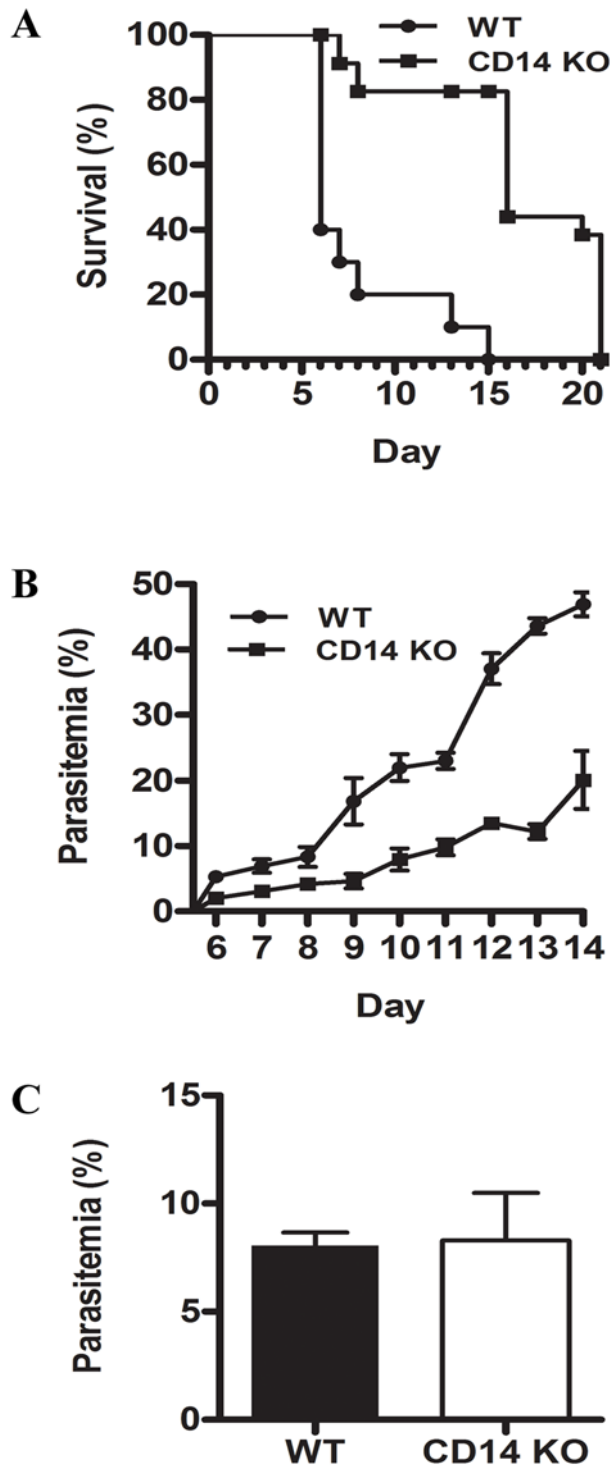 A
WT
CD14 KO
Survival (%)
100
80
60
40
20
0
0 5 10 15 20
Day
B
WT
CD14 KO
Parasitemia (%)
50
40
30
20
10
0
6 7 8 9 10 11 12 13 14
Day
C
Parasitemia (%)
15
10
5
0
WT CD14 KO